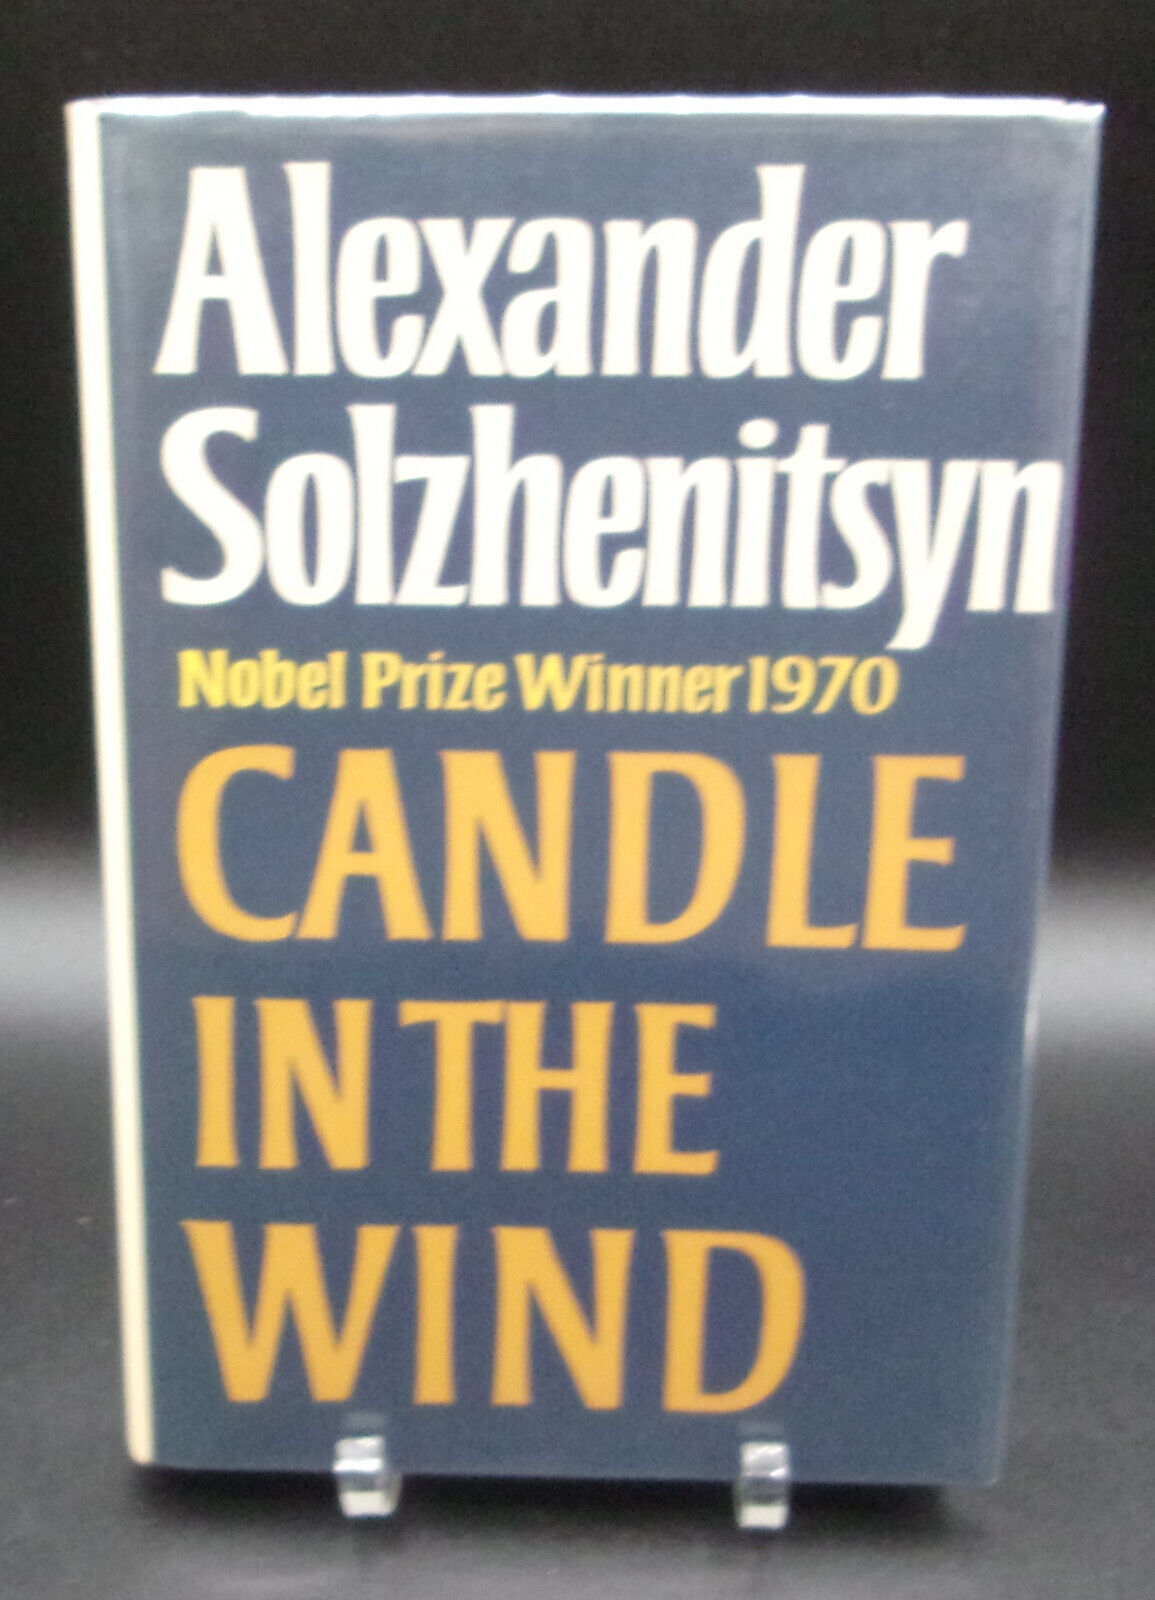 Alexander
Solzhenitsyn
Nobel Prize Winner 1970
CANDLE
IN THE
WIND